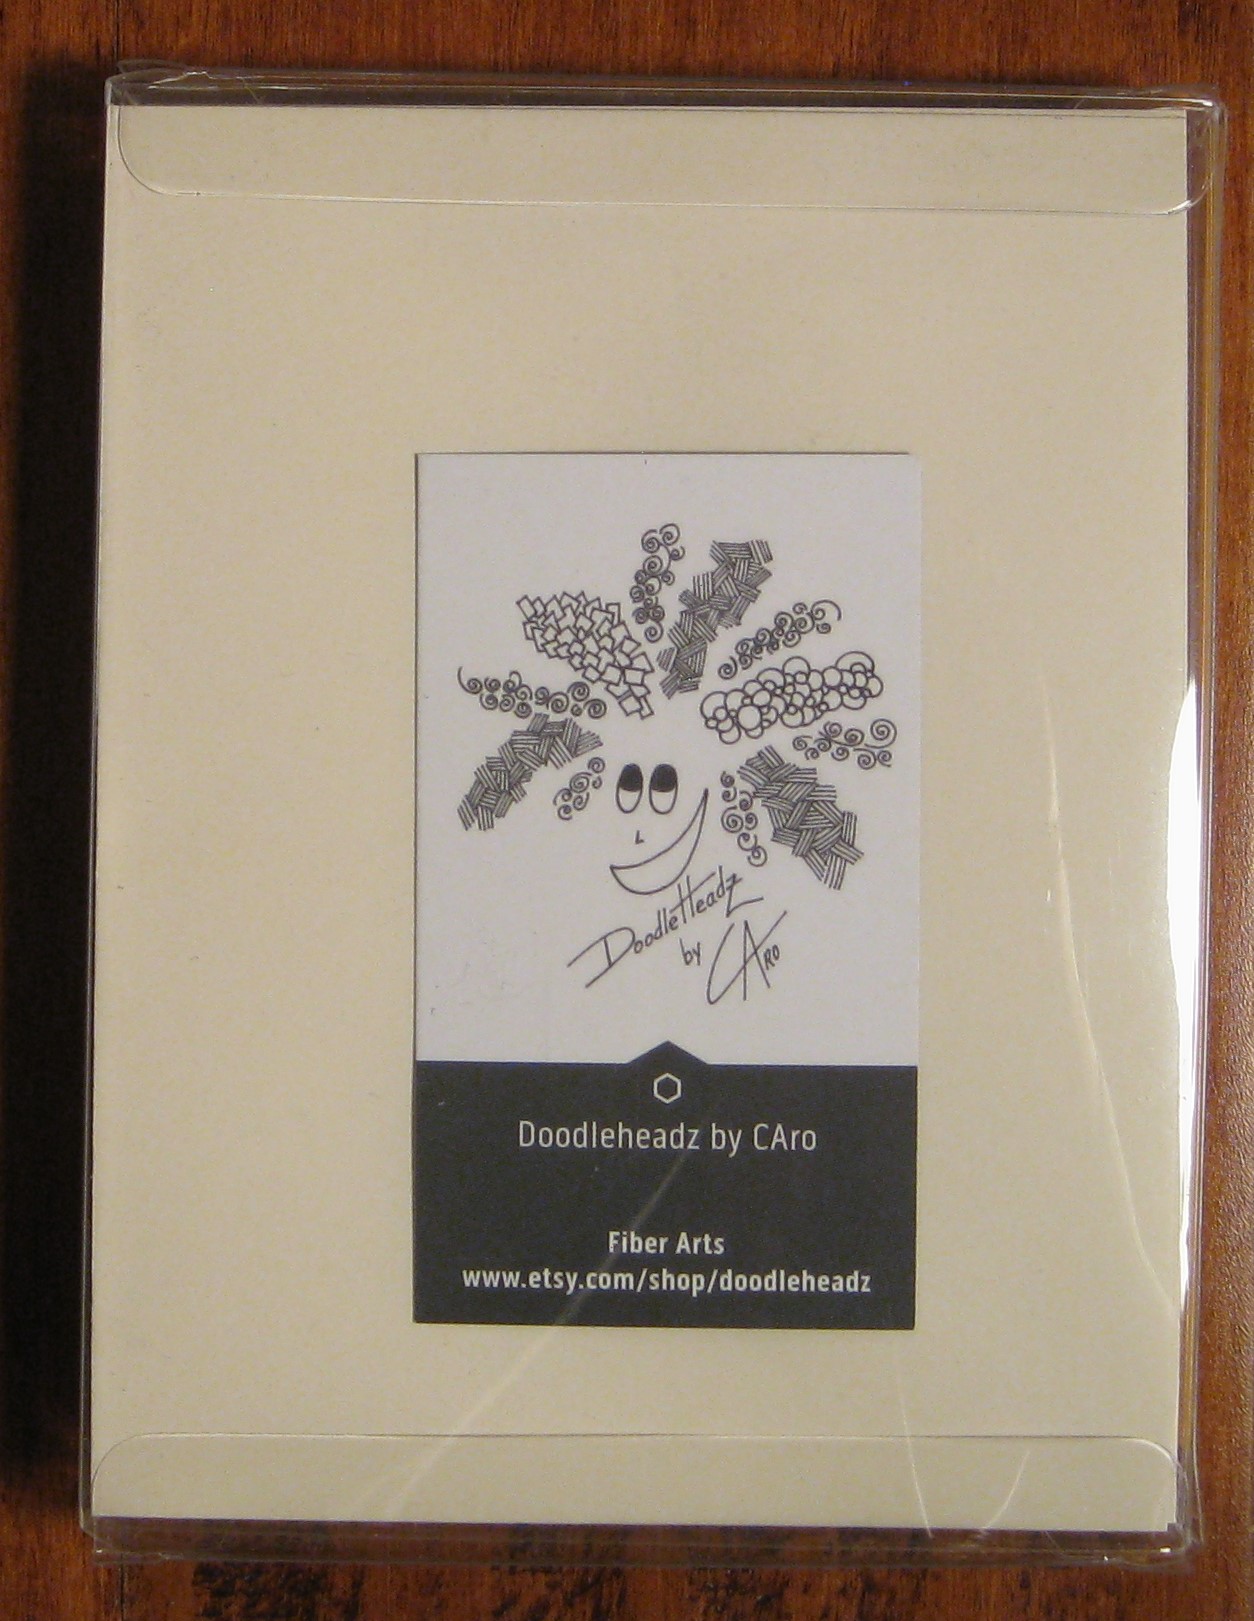 DoodleHeadz
by CAro
Doodleheadz by CAro
Fiber Arts
www.etsy.com/shop/doodleheadz